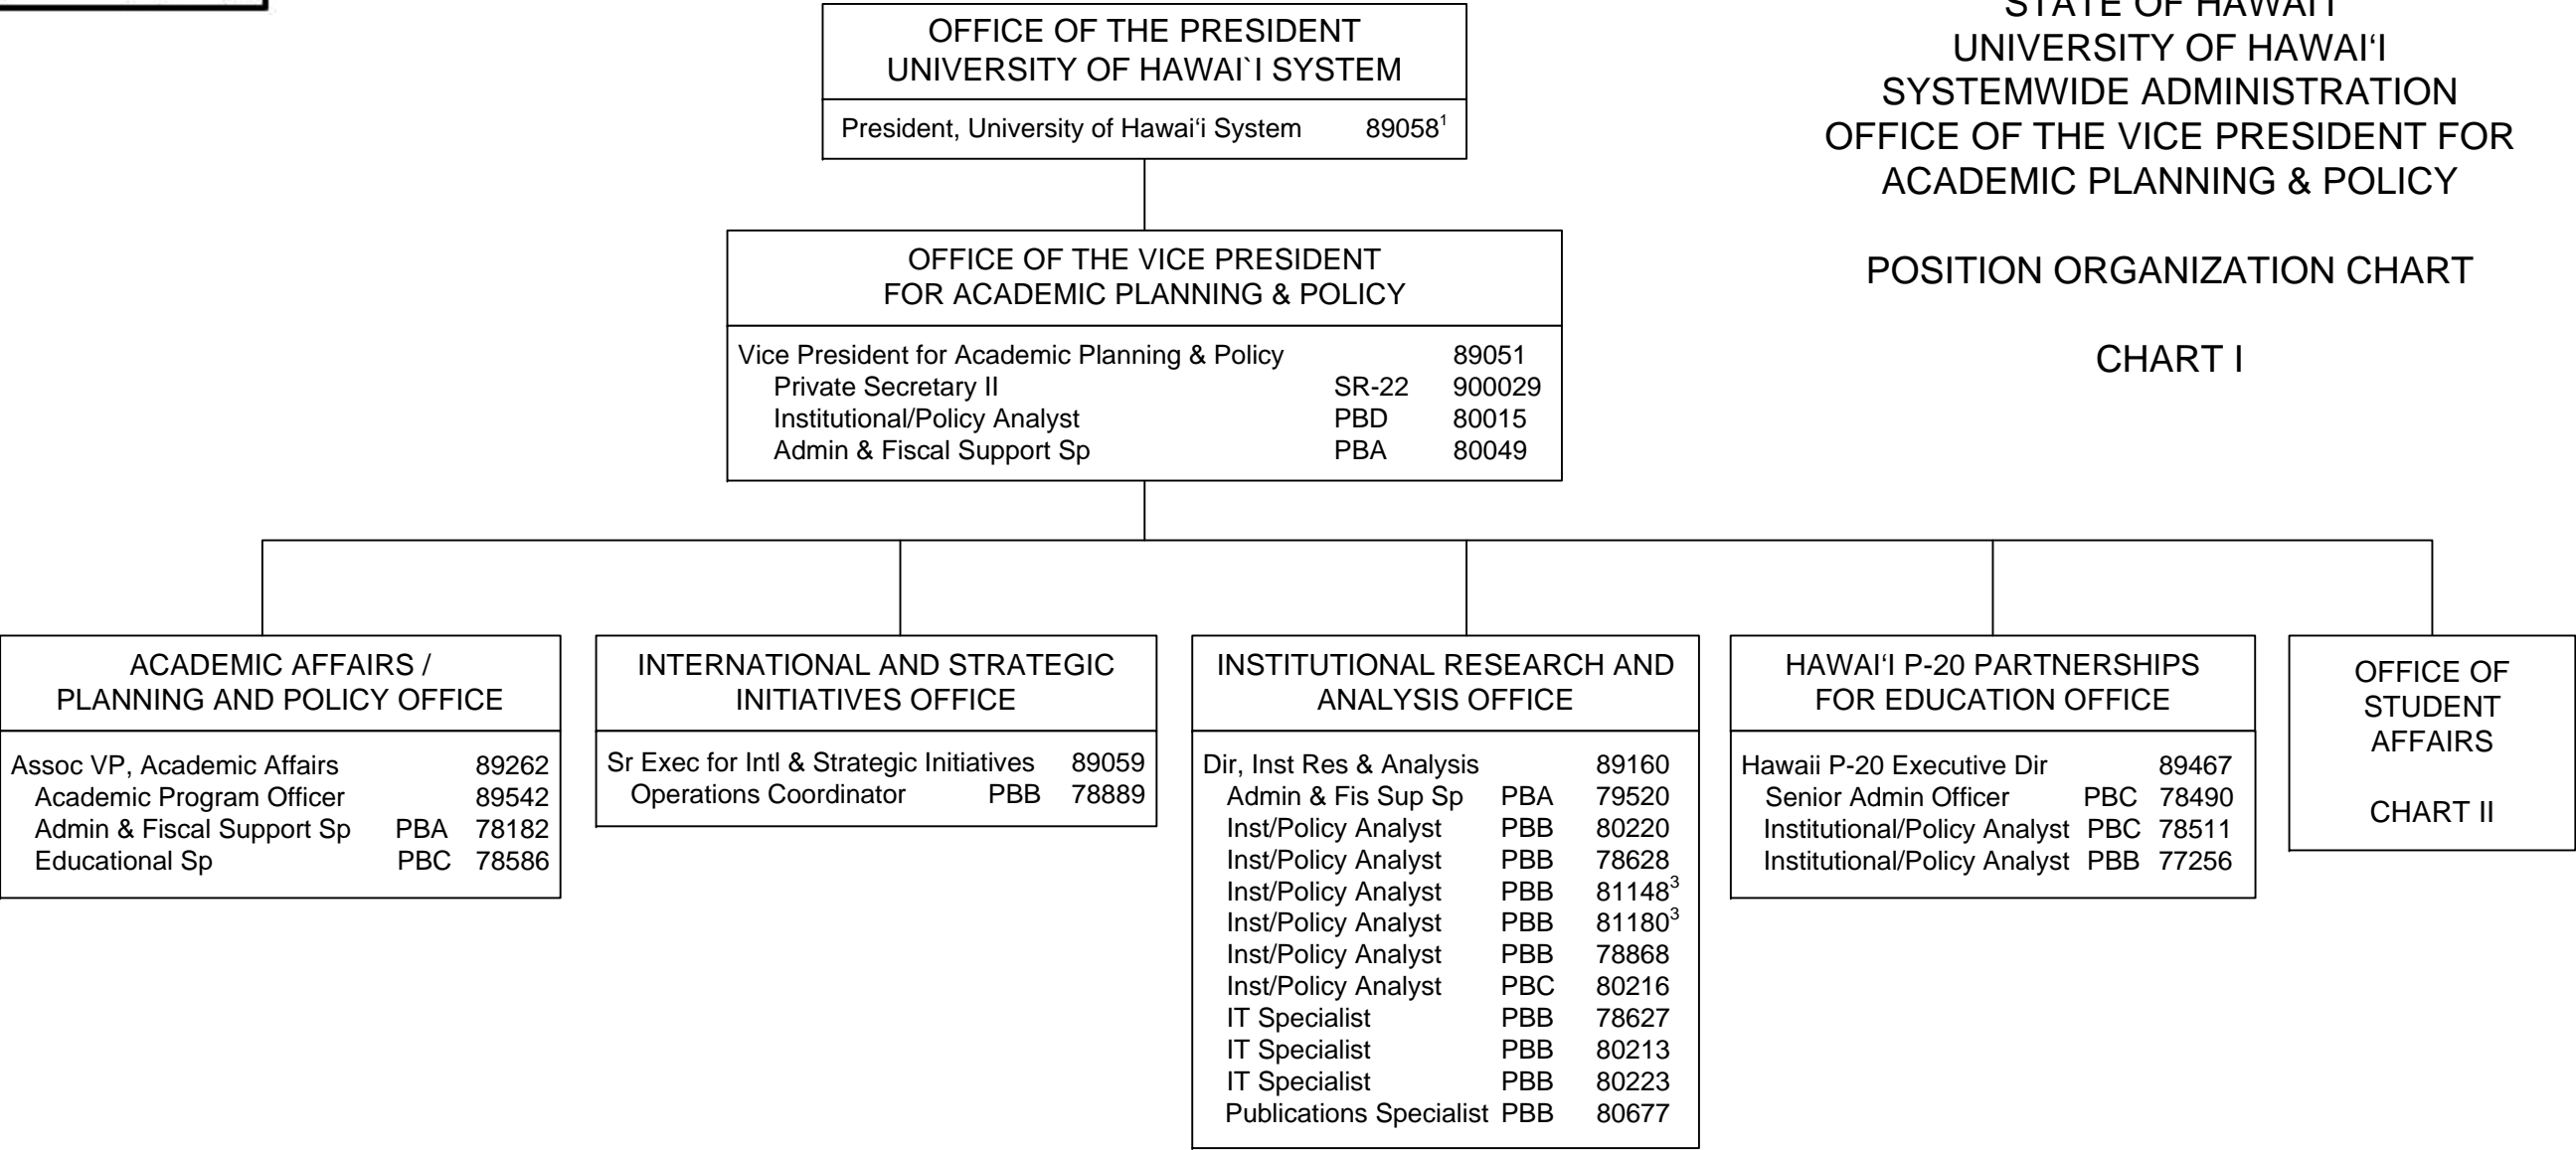 OFFICE OF THE PRESIDENT
UNIVERSITY OF HAWAI`I SYSTEM
President, University of Hawai‘i System 89058¹
STATE OF HAWAI‘I
UNIVERSITY OF HAWAI‘I
SYSTEMWIDE ADMINISTRATION
OFFICE OF THE VICE PRESIDENT FOR
ACADEMIC PLANNING & POLICY
POSITION ORGANIZATION CHART
CHART I
OFFICE OF THE VICE PRESIDENT
FOR ACADEMIC PLANNING & POLICY
Vice President for Academic Planning & Policy 89051
Private Secretary II SR-22 900029
Institutional/Policy Analyst PBD 80015
Admin & Fiscal Support Sp PBA 80049
ACADEMIC AFFAIRS /
PLANNING AND POLICY OFFICE
Assoc VP, Academic Affairs 89262
Academic Program Officer 89542
Admin & Fiscal Support Sp PBA 78182
Educational Sp PBC 78586
INTERNATIONAL AND STRATEGIC
INITIATIVES OFFICE
Sr Exec for Intl & Strategic Initiatives 89059
Operations Coordinator PBB 78889
INSTITUTIONAL RESEARCH AND
ANALYSIS OFFICE
Dir, Inst Res & Analysis 89160
Admin & Fis Sup Sp PBA 79520
Inst/Policy Analyst PBB 80220
Inst/Policy Analyst PBB 78628
Inst/Policy Analyst PBB 81148³
Inst/Policy Analyst PBB 81180³
Inst/Policy Analyst PBB 78868
Inst/Policy Analyst PBC 80216
IT Specialist PBB 78627
IT Specialist PBB 80213
IT Specialist PBB 80223
Publications Specialist PBB 80677
HAWAI‘I P-20 PARTNERSHIPS
FOR EDUCATION OFFICE
Hawaii P-20 Executive Dir 89467
Senior Admin Officer PBC 78490
Institutional/Policy Analyst PBC 78511
Institutional/Policy Analyst PBB 77256
OFFICE OF
STUDENT
AFFAIRS
CHART II